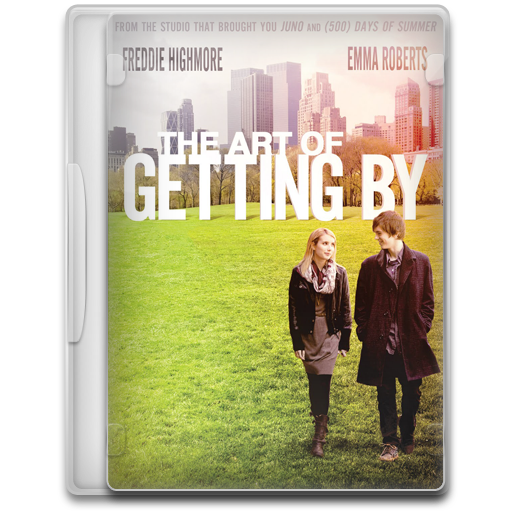 FROM THE STUDIO THAT BROUGHT YOU JUNO AND (500) DAYS OF SUMMER
FREDDIE HIGHMORE EMMA ROBERTS
THE ART OF
GETTING BY